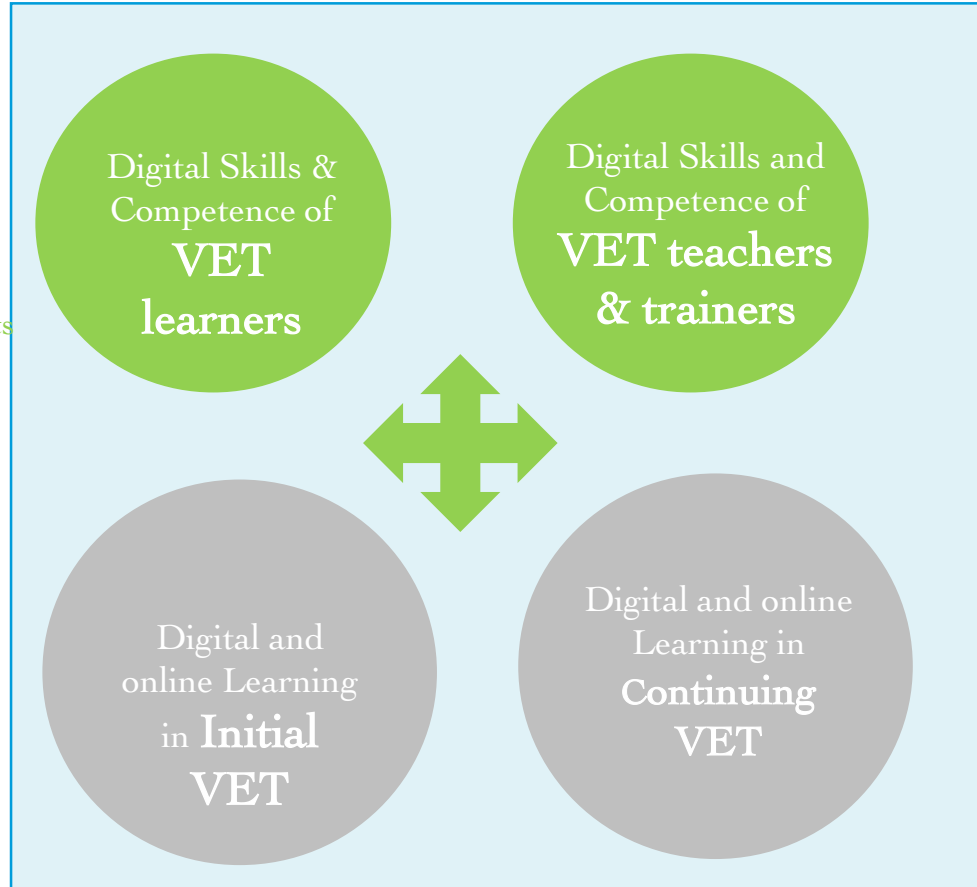 Digital Skills &
Competence of
VET
learners
Digital Skills and
Competence of
VET teachers
& trainers
Digital and
online Learning
in Initial
VET
Digital and online
Learning in
Continuing
VET